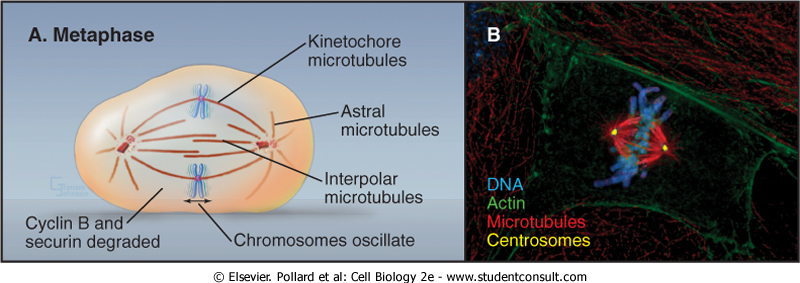 A. Metaphase
Kinetochore
microtubules
Astral
microtubules
Interpolar
microtubules
Cyclin B and
securin degraded
Chromosomes oscillate
B
DNA
Actin
Microtubules
Centrosomes
© Elsevier. Pollard et al: Cell Biology 2e - www.studentconsult.com